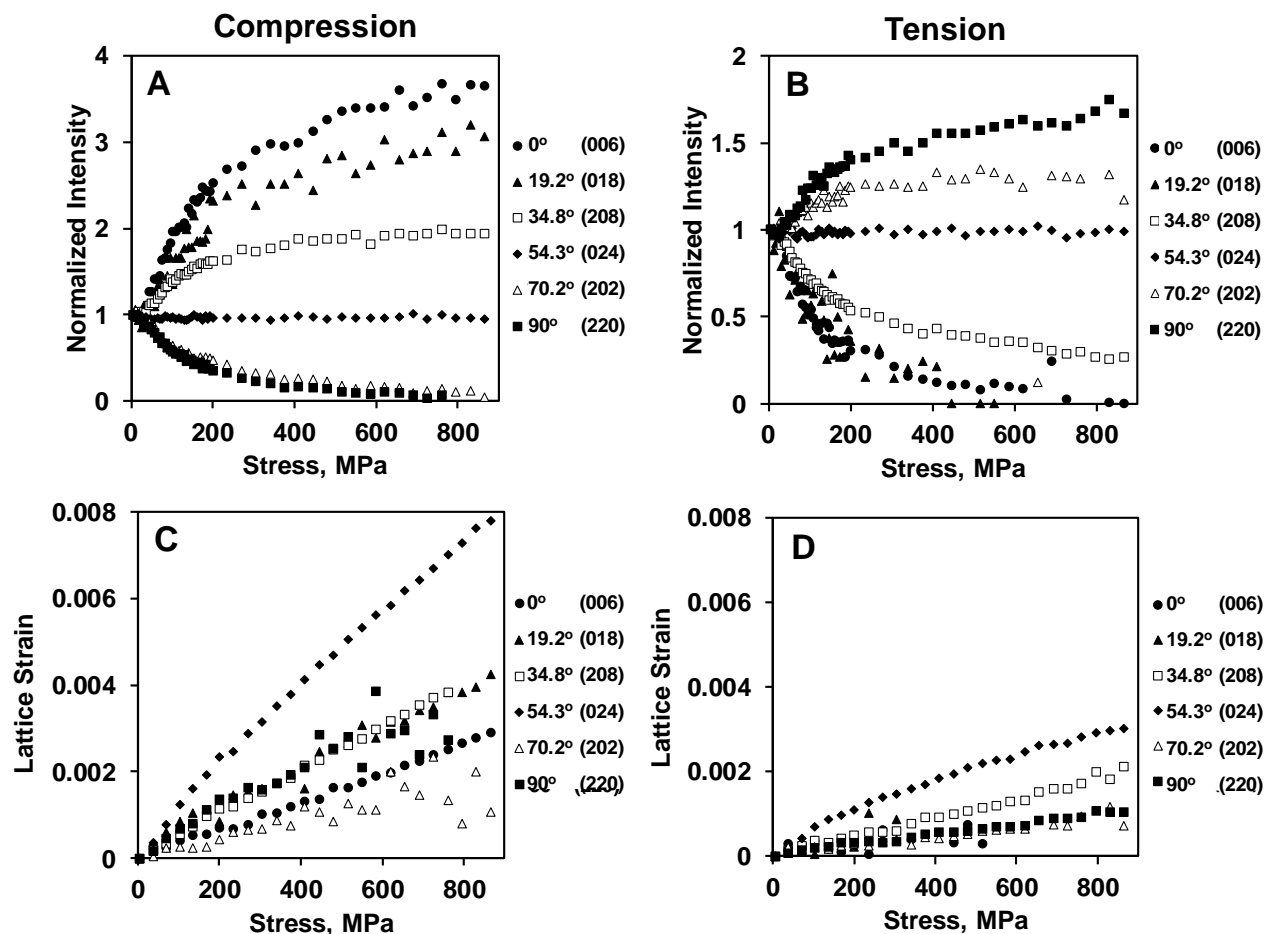 Compression
A
Normalized Intensity
4
3
2
1
0
0 200 400 600 800
Stress, MPa
0º (006)
19.2º (018)
34.8º (208)
54.3º (024)
70.2º (202)
90º (220)
Tension
B
Normalized Intensity
2
1.5
1
0.5
0
0 200 400 600 800
Stress, MPa
0º (006)
19.2º (018)
34.8º (208)
54.3º (024)
70.2º (202)
90º (220)
C
Lattice Strain
0.008
0.006
0.004
0.002
0
0 200 400 600 800
Stress, MPa
0º (006)
19.2º (018)
34.8º (208)
54.3º (024)
70.2º (202)
90º (220)
D
Lattice Strain
0.008
0.006
0.004
0.002
0
0 200 400 600 800
Stress, MPa
0º (006)
19.2º (018)
34.8º (208)
54.3º (024)
70.2º (202)
90º (220)